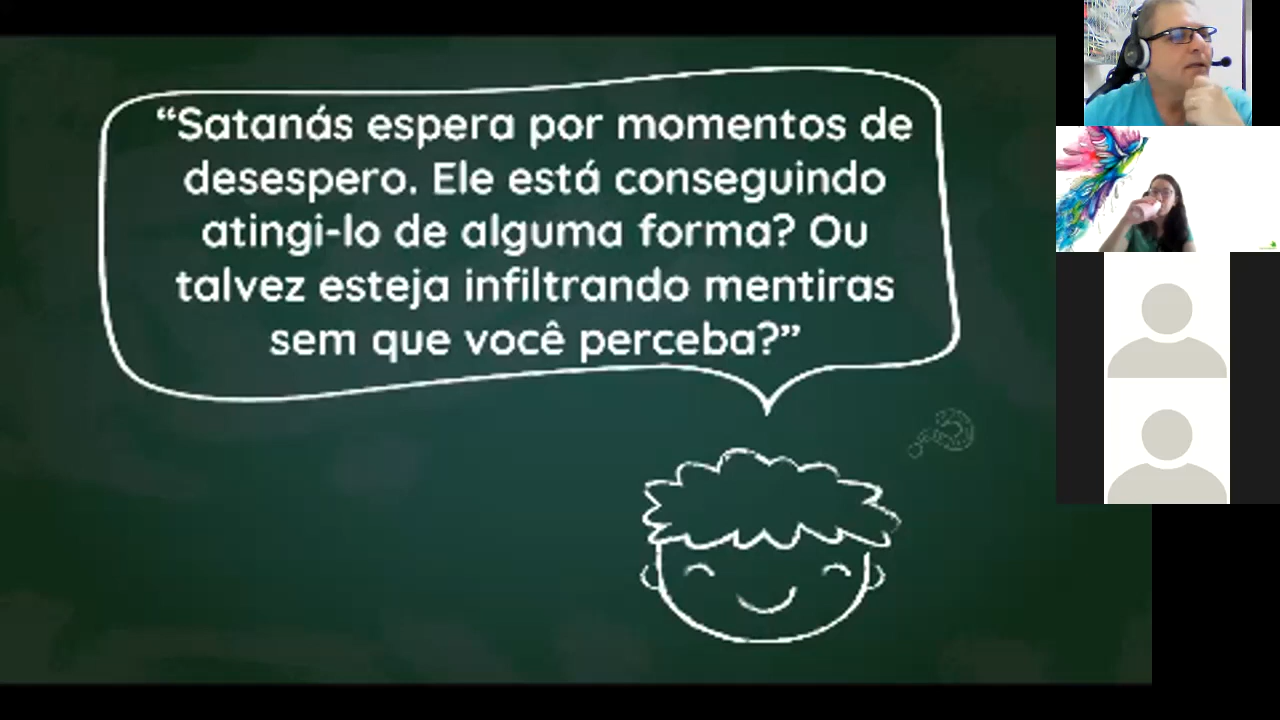 “Satanás espera por momentos de
desespero. Ele está conseguindo
atingi-lo de alguma forma? Ou
talvez esteja infiltrando mentiras
sem que você perceba?”